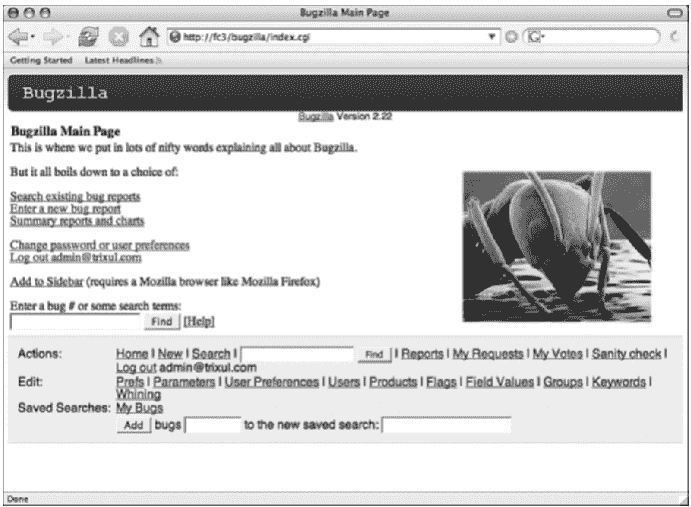 Bugzilla Main Page
http://fc3/bugzilla/index.cgi
Getting Started Latest Headlines
Bugzilla
Bugzilla Version 2.22
Bugzilla Main Page
This is where we put in lots of nifty words explaining all about Bugzilla.
But it all boils down to a choice of:
Search existing bug reports
Enter a new bug report
Summary reports and charts
Change password or user preferences
Log out admin@trixul.com
Add to Sidebar (requires a Mozilla browser like Mozilla Firefox)
Enter a bug # or some search terms:
Find [Help]
Actions: Home | New | Search | Find | Reports | My Requests | My Votes | Sanity check |
Log out admin@trixul.com
Edit: Prefs | Parameters | User Preferences | Users | Products | Flags | Field Values | Groups | Keywords |
Whining
Saved Searches: My Bugs
Add bugs to the new saved search:
Done